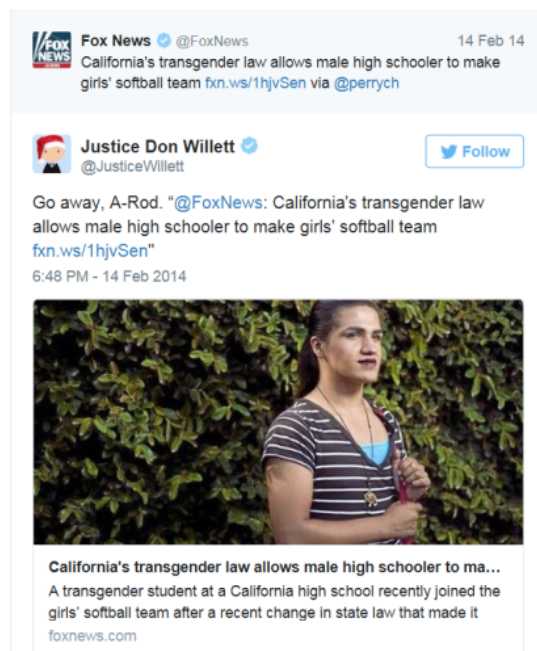 FOX
NEWS
Fox News @FoxNews 14 Feb 14
California's transgender law allows male high schooler to make
girls' softball team fxn.ws/1hjvSen via @perrych
Justice Don Willett
@JusticeWillett
Follow
Go away, A-Rod. “@FoxNews: California's transgender law
allows male high schooler to make girls' softball team
fxn.ws/1hjvSen"
6:48 PM - 14 Feb 2014
California's transgender law allows male high schooler to ma...
A transgender student at a California high school recently joined the
girls' softball team after a recent change in state law that made it
foxnews.com